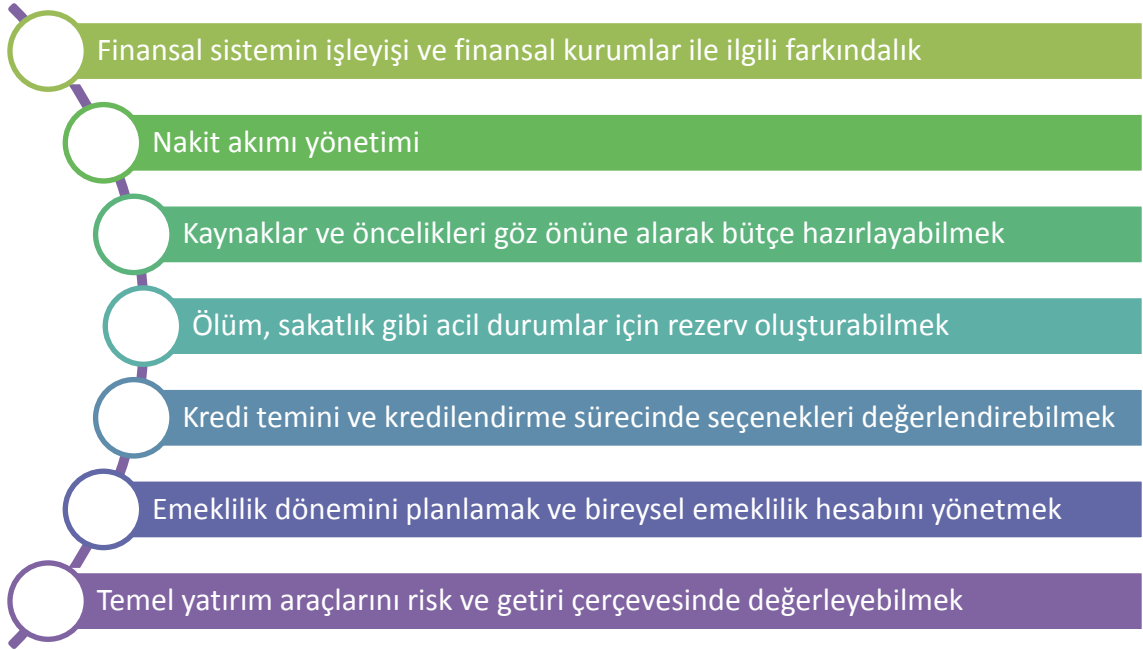 Finansal sistemin işleyişi ve finansal kurumlar ile ilgili farkındalık
Nakit akımı yönetimi
Kaynaklar ve öncelikleri göz önüne alarak bütçe hazırlayabilmek
Ölüm, sakatlık gibi acil durumlar için rezerv oluşturabilmek
Kredi temini ve kredilendirme sürecinde seçenekleri değerlendirebilmek
Emeklilik dönemini planlamak ve bireysel emeklilik hesabını yönetmek
Temel yatırım araçlarını risk ve getiri çerçevesinde değerleyebilmek